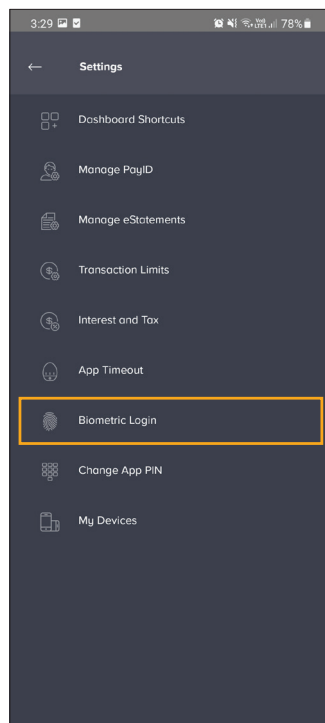 3:29 78%
Settings
Dashboard Shortcuts
Manage PayID
Manage eStatements
Transaction Limits
Interest and Tax
App Timeout
Biometric Login
Change App PIN
My Devices